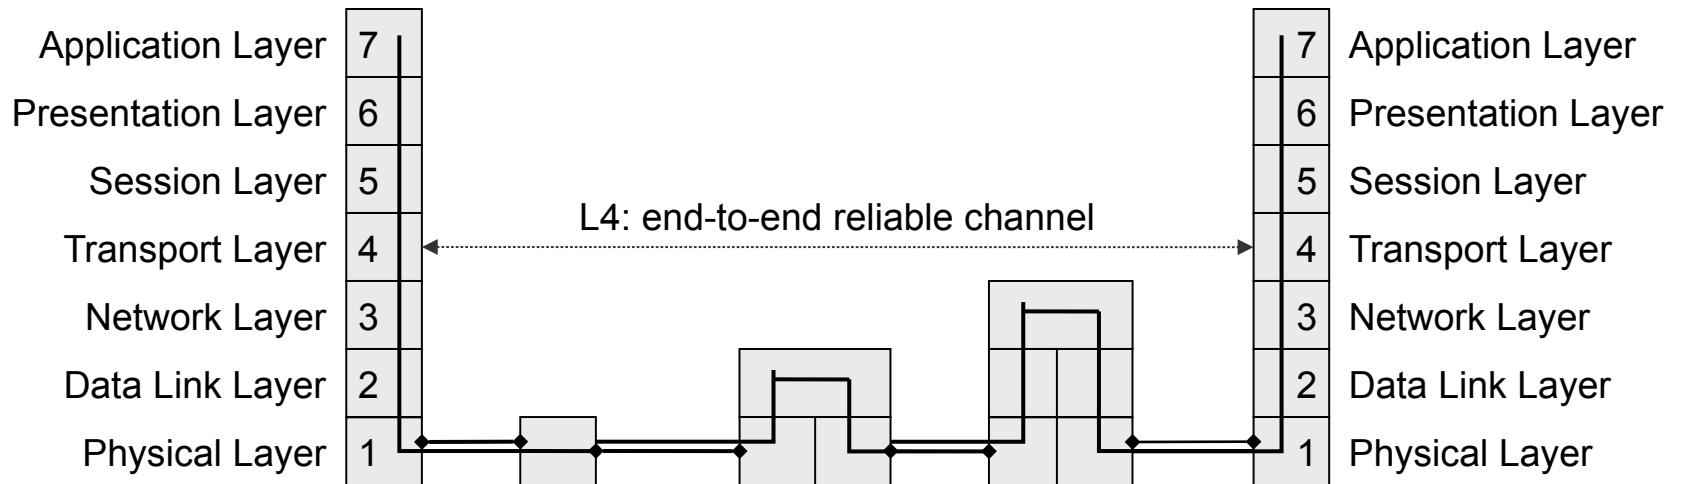 Application Layer 7 7 Application Layer
Presentation Layer 6 6 Presentation Layer
Session Layer 5 5 Session Layer
L4: end-to-end reliable channel
Transport Layer 4 4 Transport Layer
Network Layer 3 3 Network Layer
Data Link Layer 2 2 Data Link Layer
Physical Layer 1 1 Physical Layer